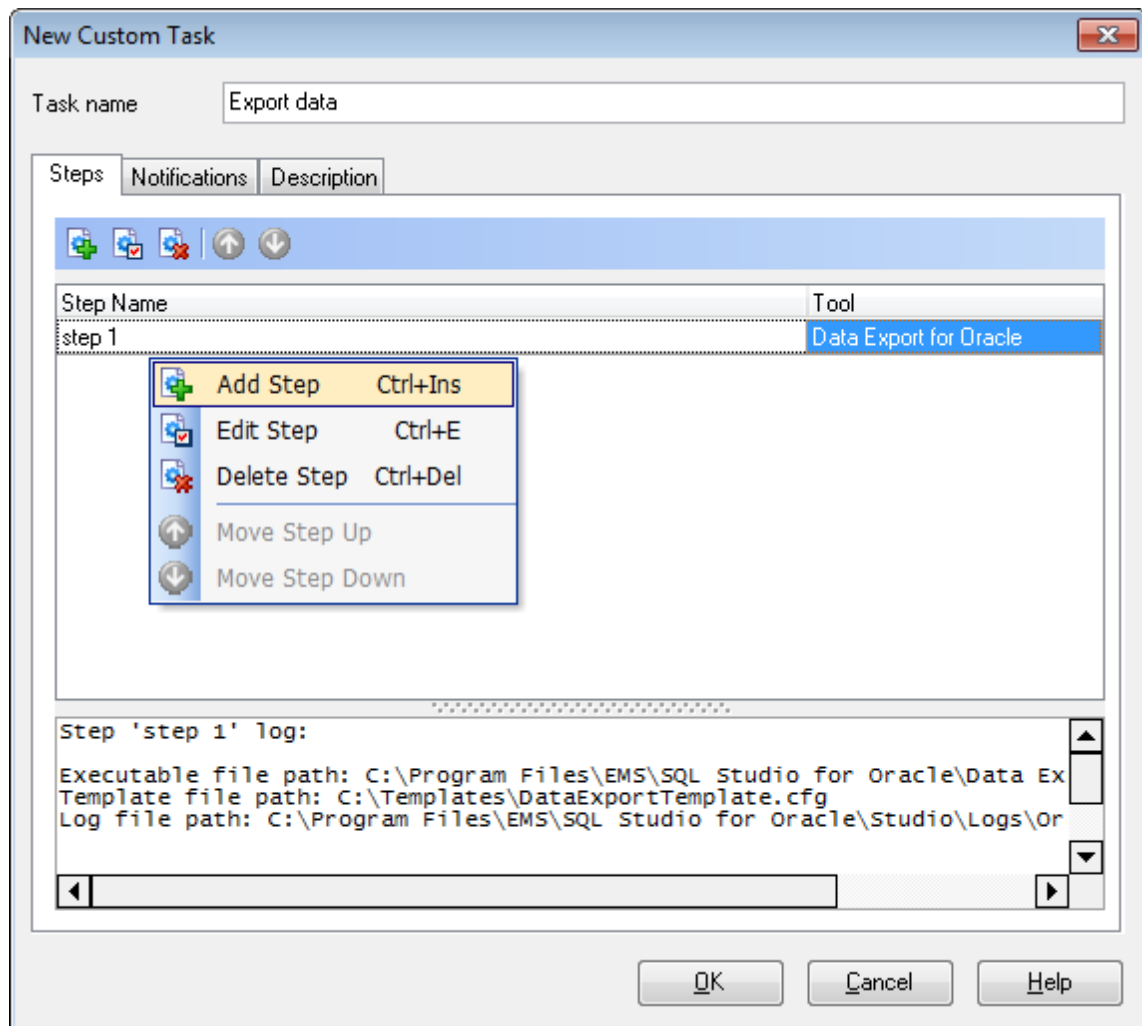 New Custom Task
Task name Export data
Steps Notifications Description
Step Name Tool
step 1 Data Export for Oracle
Add Step Ctrl+Ins
Edit Step Ctrl+E
Delete Step Ctrl+Del
Move Step Up
Move Step Down
Step 'step 1' log:
Executable file path: C:\Program Files\EMS\SQL Studio for Oracle\Data Ex
Template file path: C:\Templates\DataExportTemplate.cfg
Log file path: C:\Program Files\EMS\SQL Studio for Oracle\Studio\Logs\Or
OK Cancel Help